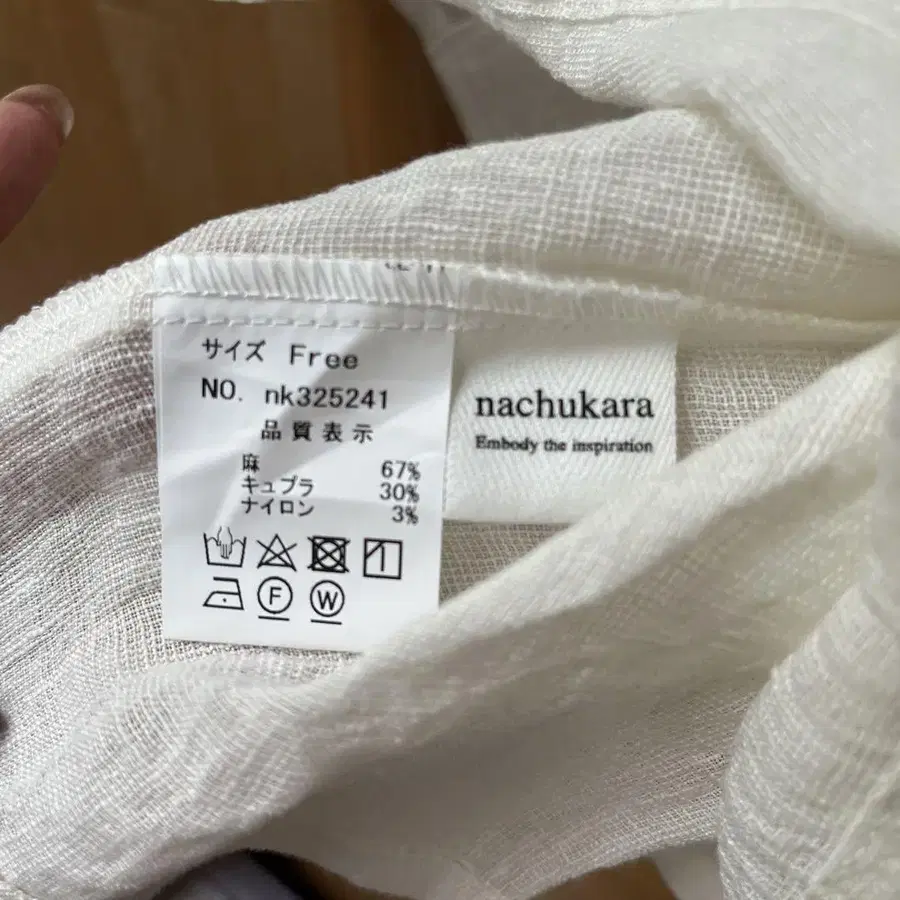 サイズ Free
NO. nk325241
品質表示
麻 67%
キュプラ 30%
ナイロン 3%
F W
nachukara
Embody the inspiration